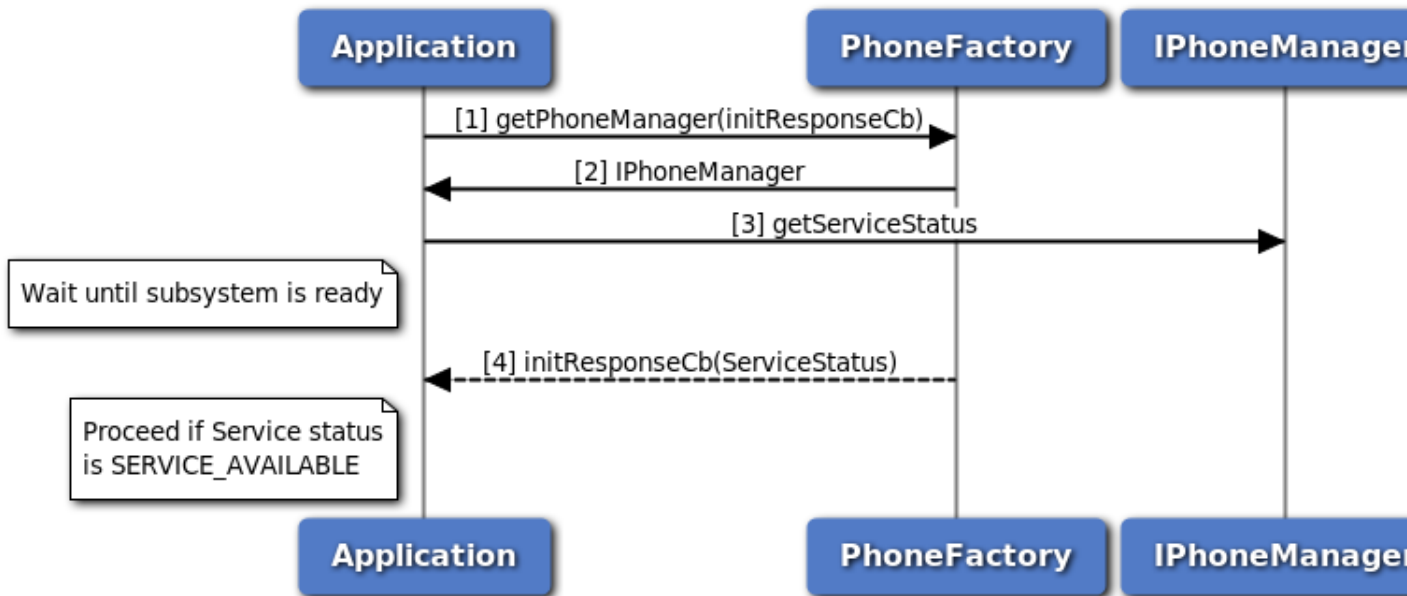 Application
PhoneFactory
IPhoneManager
[1] getPhoneManager(initResponseCb)
[2] IPhoneManager
[3] getServiceStatus
Wait until subsystem is ready
[4] initResponseCb(ServiceStatus)
Proceed if Service status
is SERVICE_AVAILABLE
Application
PhoneFactory
IPhoneManager